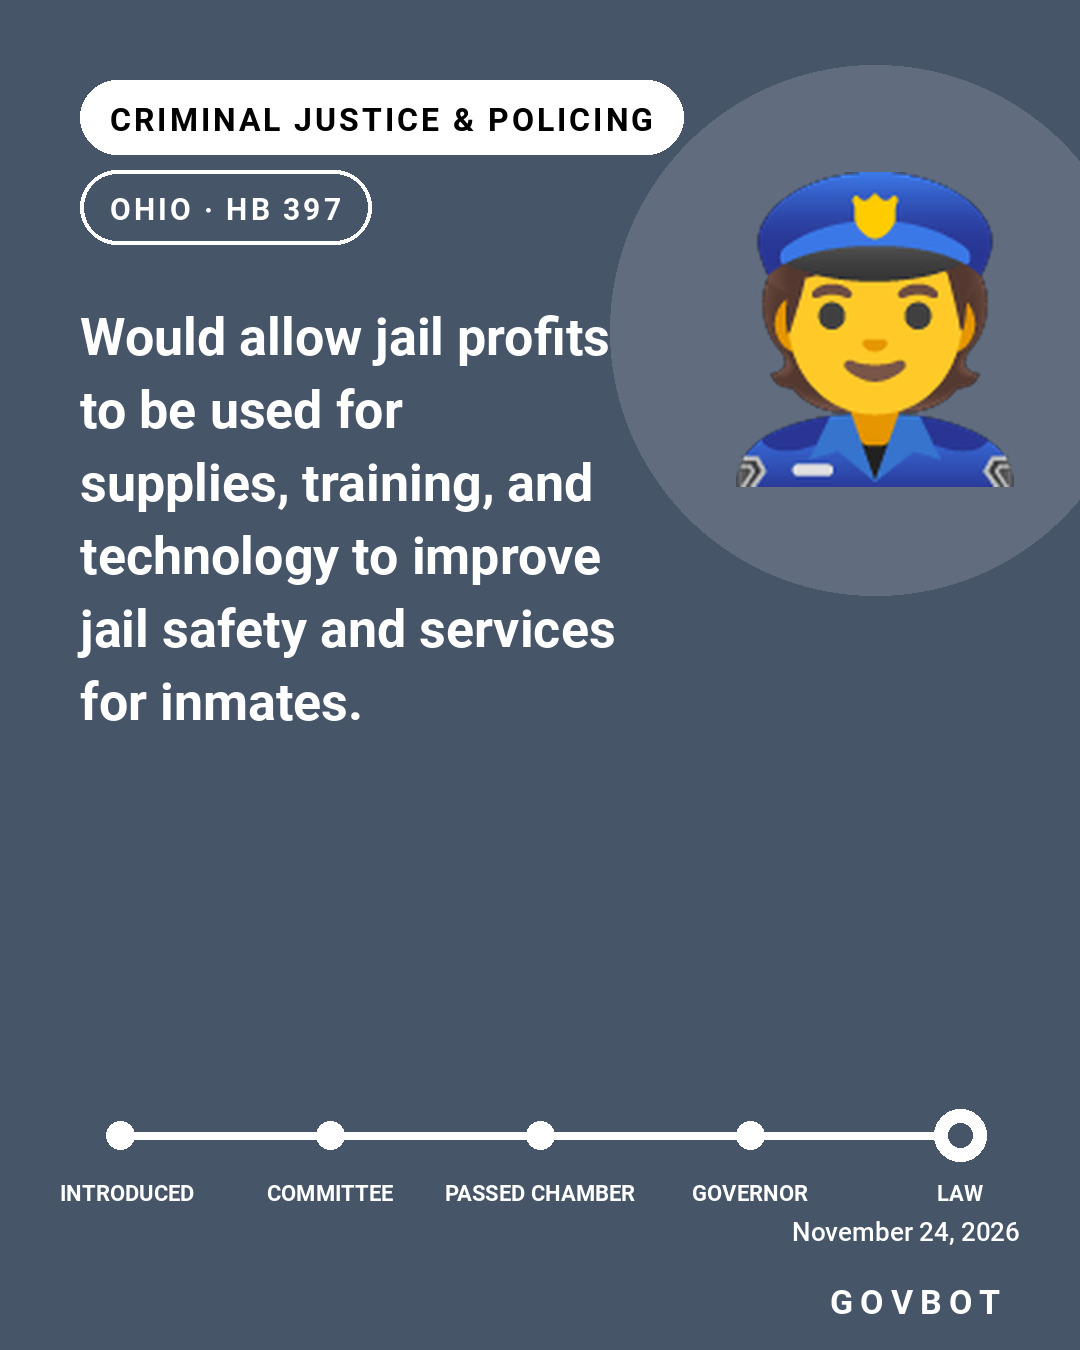 CRIMINAL JUSTICE & POLICING
OHIO · HB 397
Would allow jail profits
to be used for
supplies, training, and
technology to improve
jail safety and services
for inmates.
INTRODUCED
COMMITTEE
PASSED CHAMBER
GOVERNOR
LAW
November 24, 2026
GOVBOT